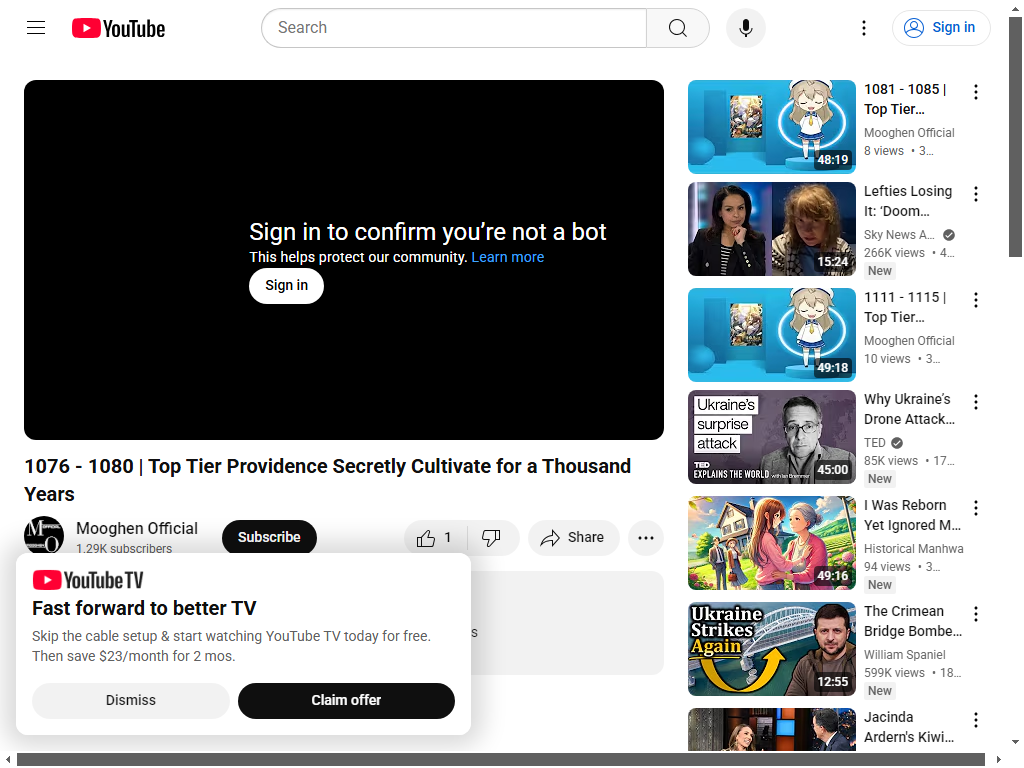 YouTube
Search
Sign in
Sign in to confirm you’re not a bot
This helps protect our community. Learn more
Sign in
1076 - 1080 | Top Tier Providence Secretly Cultivate for a Thousand
Years
Mooghen Official
1.29K subscribers
Subscribe
1
Share
YouTube TV
Fast forward to better TV
Skip the cable setup & start watching YouTube TV today for free.
Then save $23/month for 2 mos.
Dismiss
Claim offer
s
48:19
1081 - 1085 |
Top Tier…
Mooghen Official
8 views • 3…
15:24
Lefties Losing
It: ‘Doom…
Sky News A…
266K views • 4…
New
49:18
1111 - 1115 |
Top Tier…
Mooghen Official
10 views • 3…
Ukraine's
surprise
attack
TED
EXPLAINS THE WORLD with Ian Bremmer
45:00
Why Ukraine’s
Drone Attack…
TED
85K views • 17…
New
49:16
I Was Reborn
Yet Ignored M…
Historical Manhwa
94 views • 3…
New
Ukraine
Strikes
Again
12:55
The Crimean
Bridge Bombe…
William Spaniel
599K views • 18…
New
Jacinda
Ardern's Kiwi…